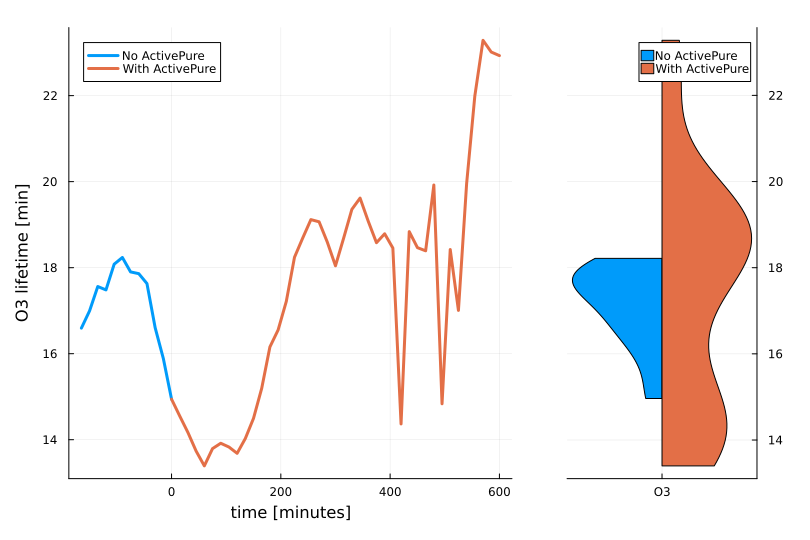 No ActivePure
With ActivePure
O3 lifetime [min]
22
20
18
16
14
0
200
400
600
time [minutes]
No ActivePure
With ActivePure
22
20
18
16
14
O3